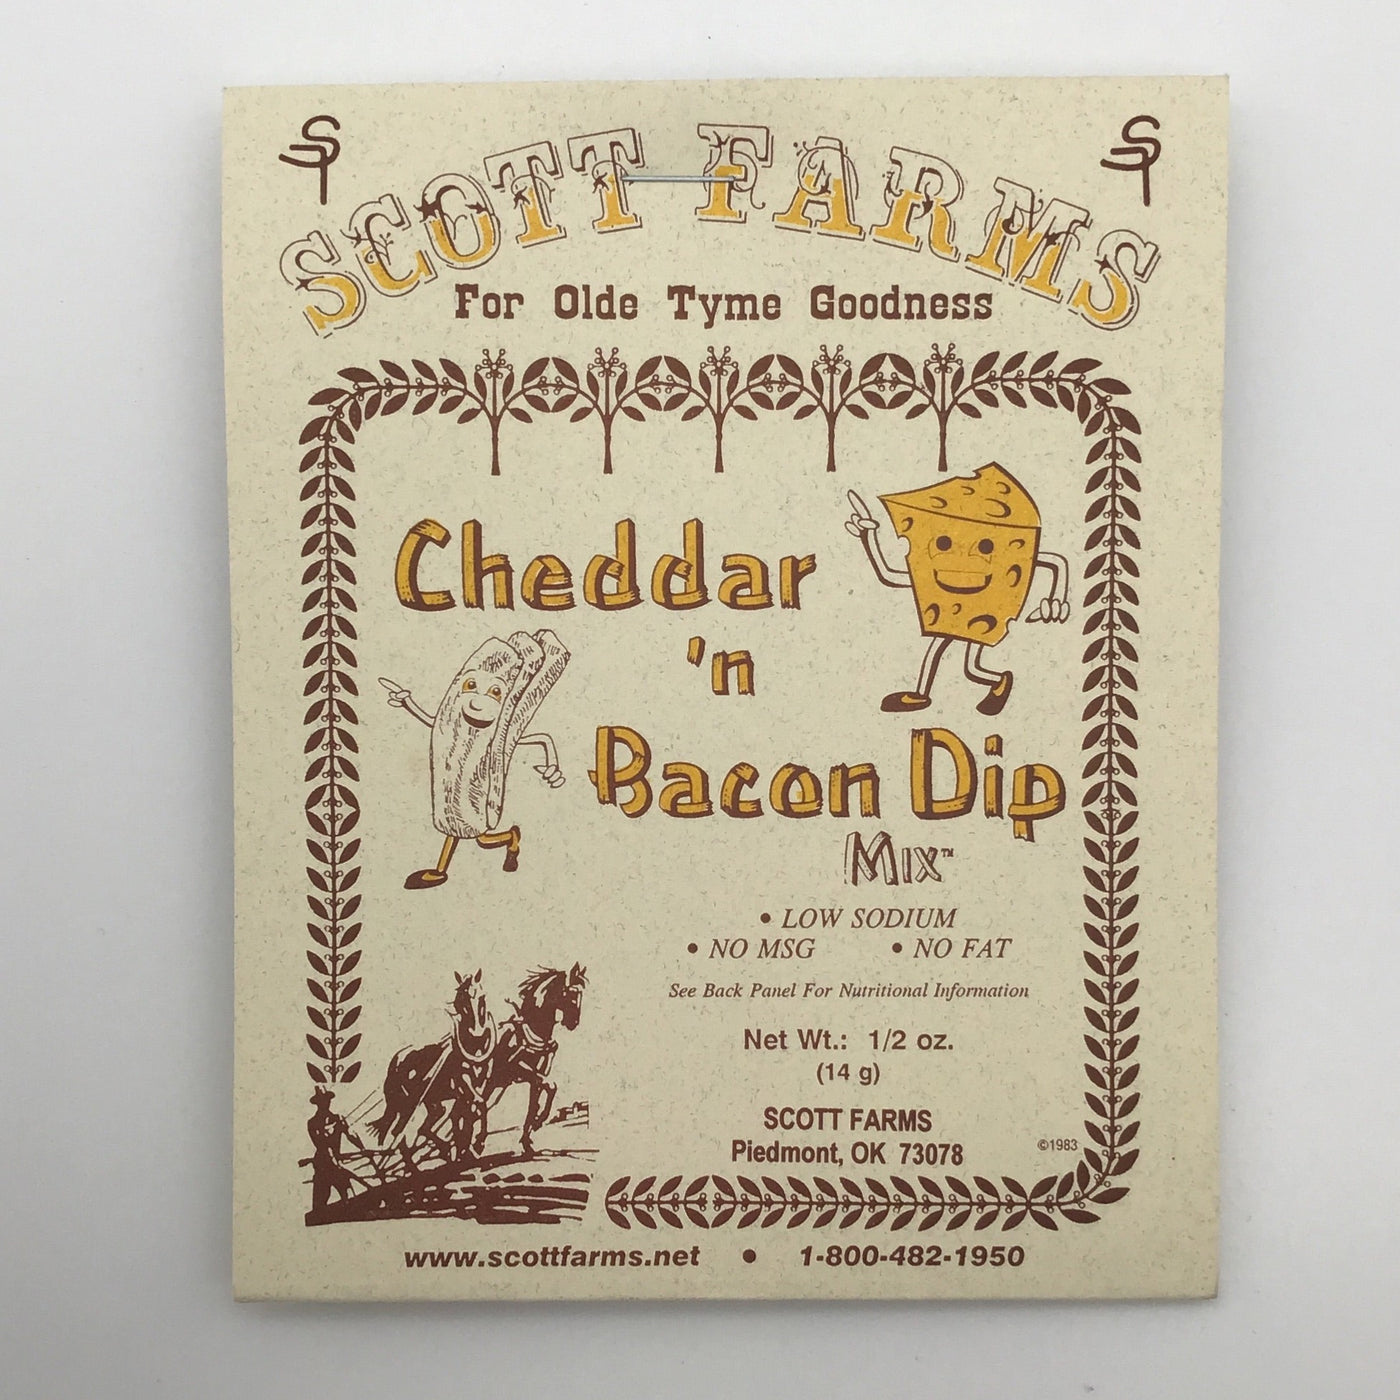 SCOTT FARMS
For Olde Tyme Goodness
Cheddar
'n
Bacon Dip
Mix™
• LOW SODIUM
• NO MSG • NO FAT
See Back Panel For Nutritional Information
Net Wt.: 1/2 oz.
(14 g)
SCOTT FARMS
Piedmont, OK 73078
©1983
www.scottfarms.net • 1-800-482-1950